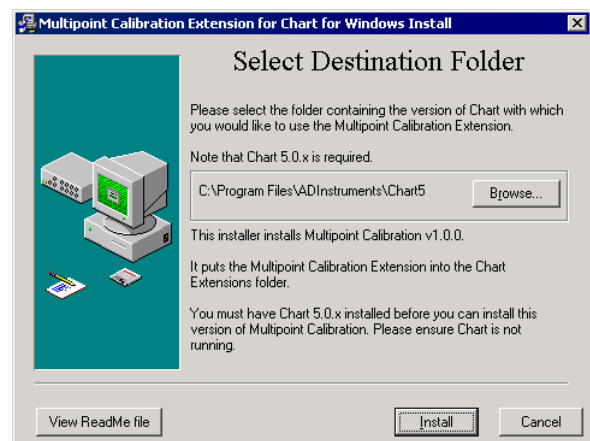 Multipoint Calibration Extension for Chart for Windows Install
Select Destination Folder
Please select the folder containing the version of Chart with which
you would like to use the Multipoint Calibration Extension.
Note that Chart 5.0.x is required.
C:\Program Files\ADInstruments\Chart5
Browse...
This installer installs Multipoint Calibration v1.0.0.
It puts the Multipoint Calibration Extension into the Chart
Extensions folder.
You must have Chart 5.0.x installed before you can install this
version of Multipoint Calibration. Please ensure Chart is not
running.
View ReadMe file
Install
Cancel